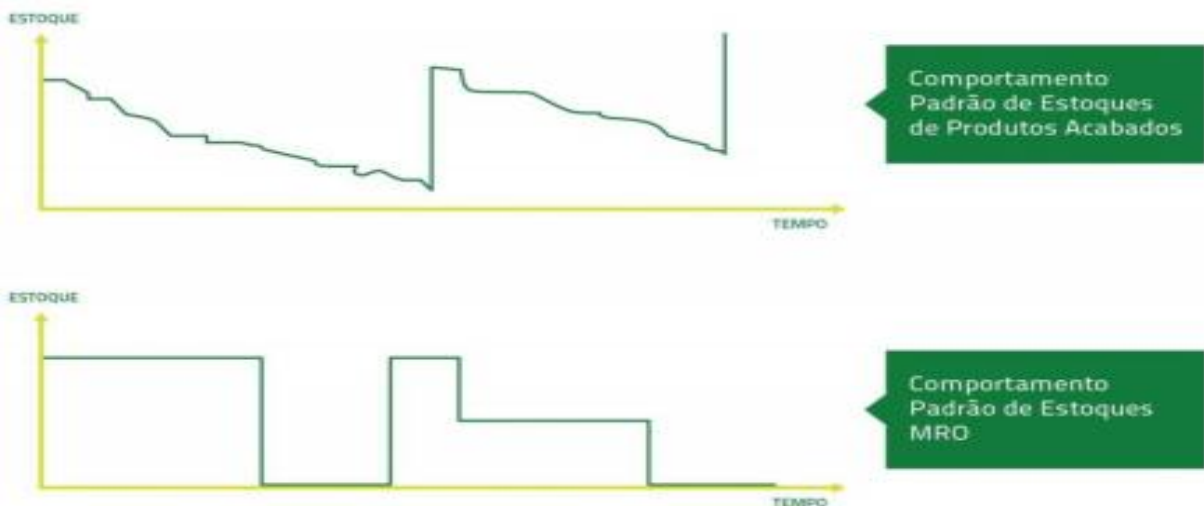 ESTOQUE
Comportamento
Padrão de Estoques
de Produtos Acabados
TEMPO
ESTOQUE
Comportamento
Padrão de Estoques
MRO
TEMPO